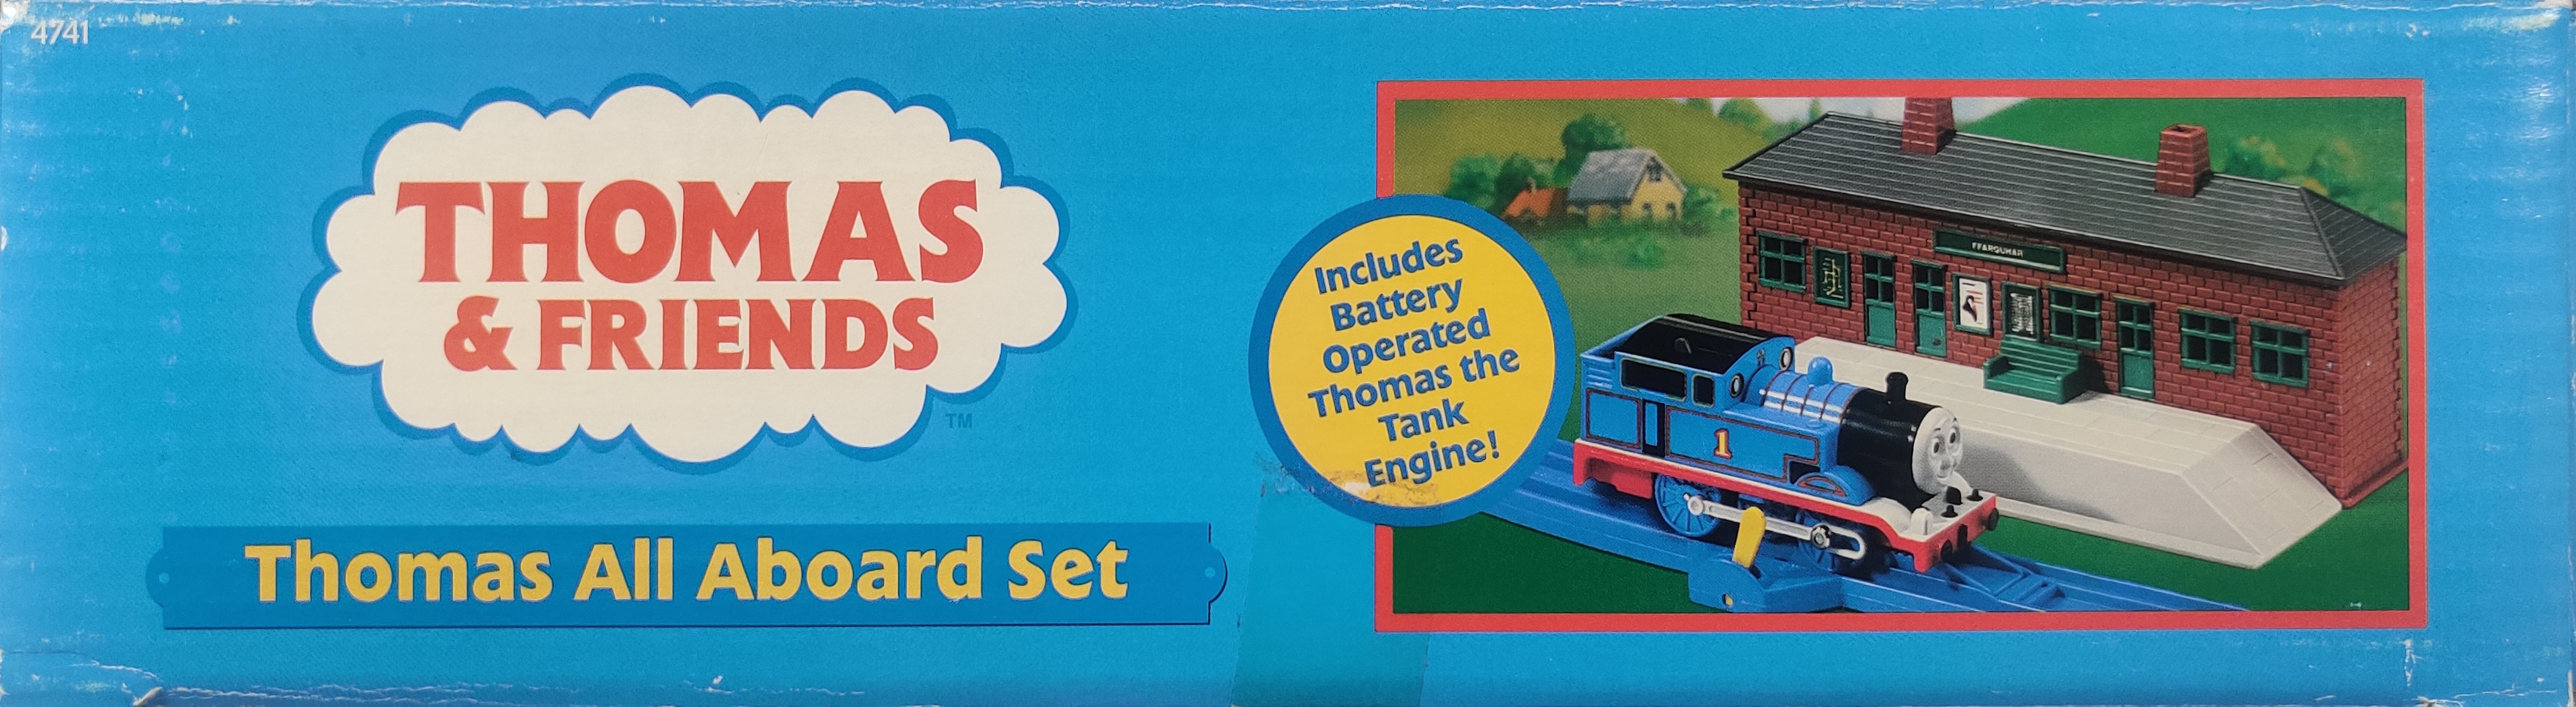 4741
THOMAS
& FRIENDS
TM
Thomas All Aboard Set
Includes
Battery
Operated
Thomas the
Tank
Engine!
FFARQUHAR
1